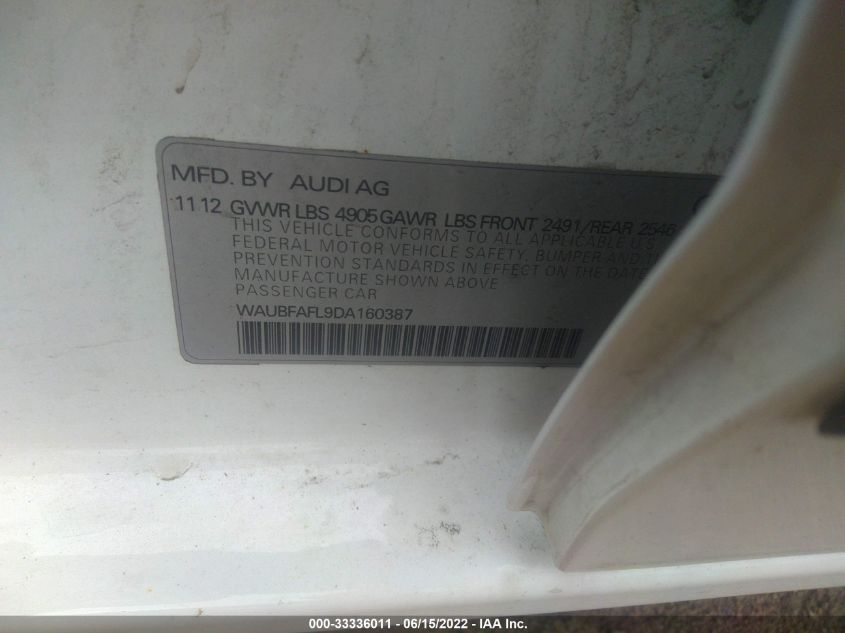 MFD. BY AUDI AG
11 12 GVWR LBS 4905 GAWR LBS FRONT 2491/REAR 2546
THIS VEHICLE CONFORMS TO ALL APPLICABLE U.S.
FEDERAL MOTOR VEHICLE SAFETY, BUMPER AND
PREVENTION STANDARDS IN EFFECT ON THE DATE
MANUFACTURE SHOWN ABOVE
PASSENGER CAR
WAUBFAFL9DA160387
000-33336011 - 06/15/2022 - IAA Inc.